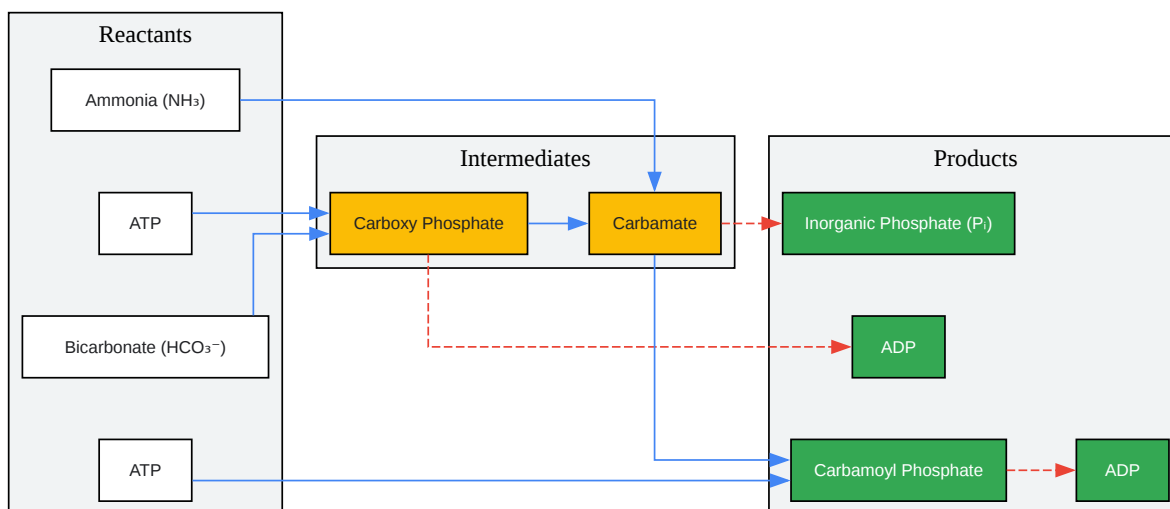 Reactants
Ammonia (NH₃)
Intermediates
Products
ATP
Carboxy Phosphate
Carbamate
Inorganic Phosphate (Pᵢ)
Bicarbonate (HCO₃⁻)
ADP
ATP
Carbamoyl Phosphate
ADP